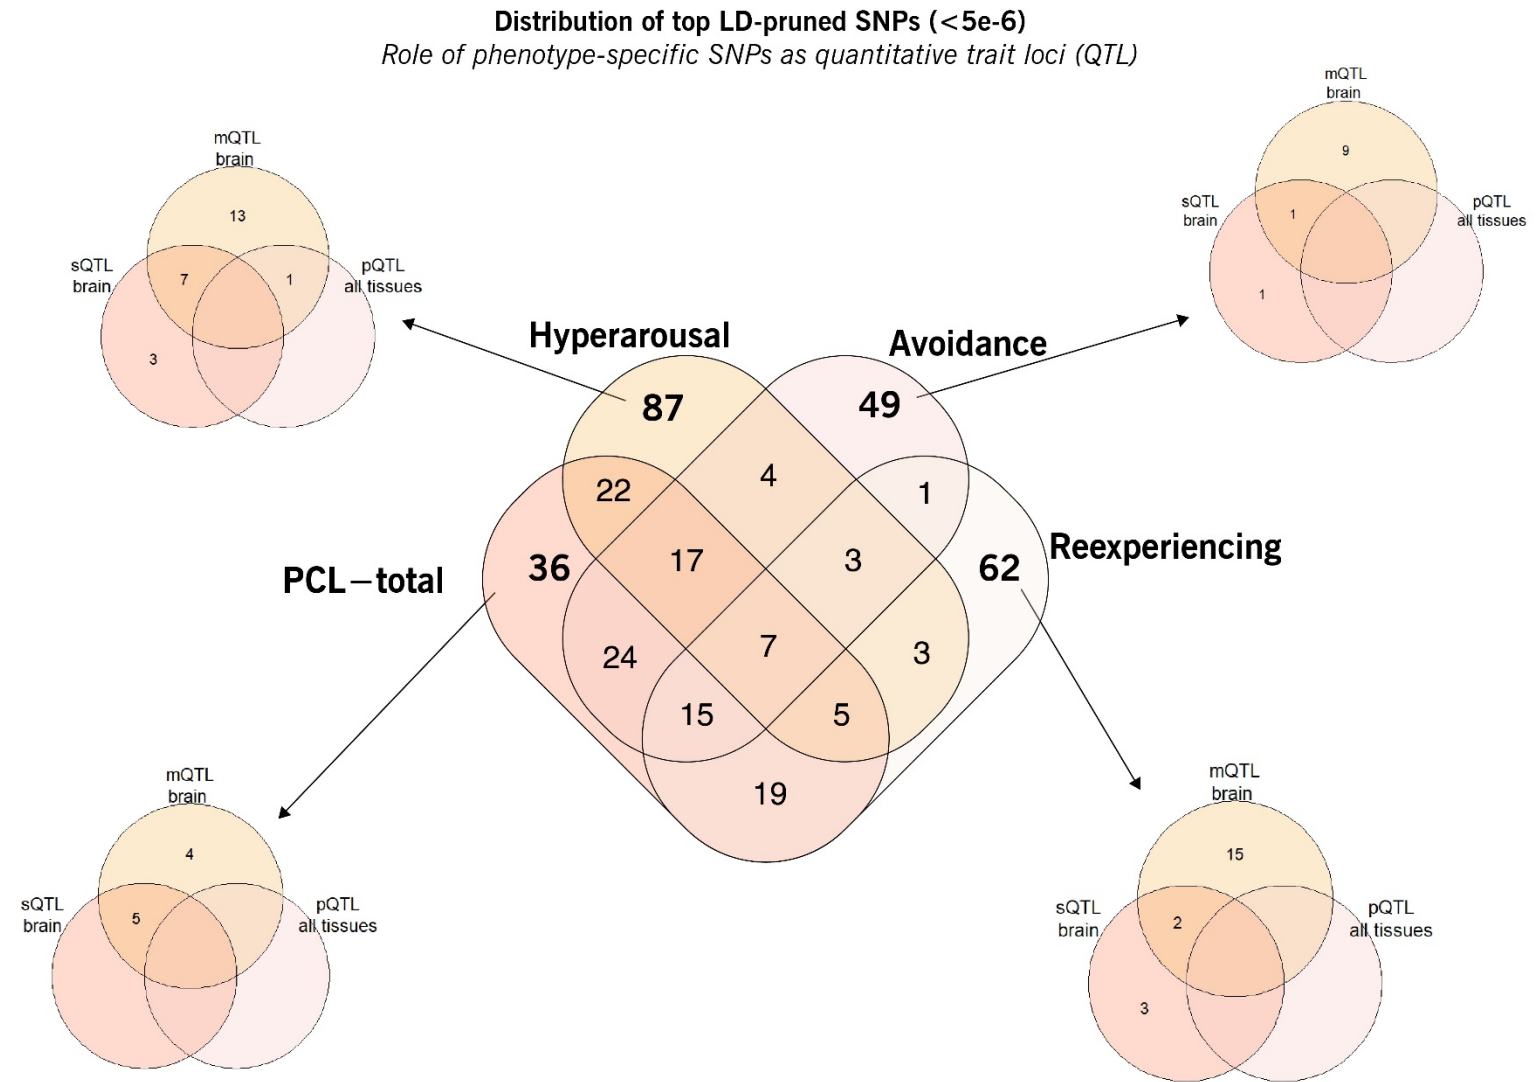 Distribution of top LD-pruned SNPs (<5e-6)
Role of phenotype-specific SNPs as quantitative trait loci (QTL)
mQTL
brain
13
sQTL
brain
7
1
pQTL
all tissues
3
mQTL
brain
9
sQTL
brain
1
pQTL
all tissues
1
Hyperarousal
Avoidance
87
49
4
22
1
PCL–total
36
17
3
62
Reexperiencing
24
7
3
15
5
19
mQTL
brain
4
sQTL
brain
5
pQTL
all tissues
mQTL
brain
15
sQTL
brain
2
pQTL
all tissues
3